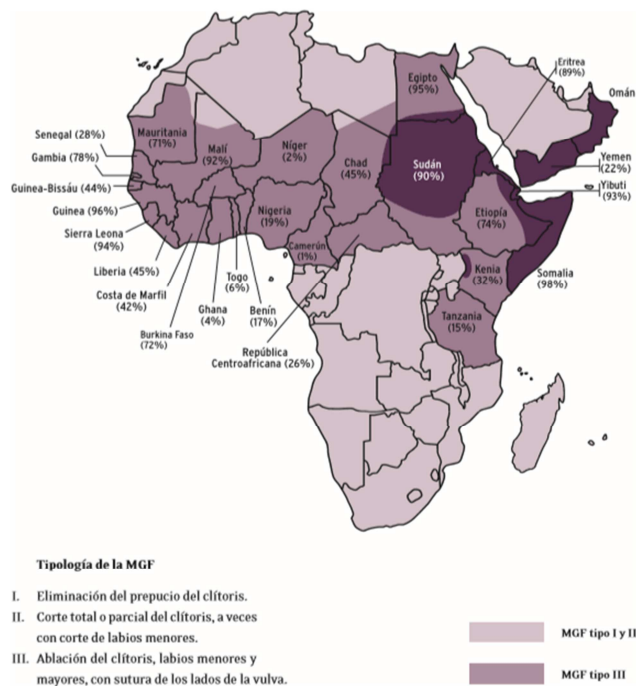 Eritrea
(89%)
Egipto
(95%)
Omán
Senegal (28%)
Mauritania
(71%)
Malí
(92%)
Níger
(2%)
Chad
(45%)
Sudán
(90%)
Yemen
(22%)
Gambia (78%)
Guinea-Bissáu (44%)
Yibuti
(93%)
Guinea (96%)
Nigeria
(19%)
Etiopía
(74%)
Sierra Leona
(94%)
Camerún
(1%)
Kenia
(32%)
Somalia
(98%)
Liberia (45%)
Togo
(6%)
Costa de Marfil
(42%)
Ghana
(4%)
Benín
(17%)
Tanzania
(15%)
Burkina Faso
(72%)
República
Centroafricana (26%)
Tipología de la MGF
I. Eliminación del prepucio del clítoris.
II. Corte total o parcial del clítoris, a veces
con corte de labios menores.
III. Ablación del clítoris, labios menores y
mayores, con sutura de los lados de la vulva.
MGF tipo I y II
MGF tipo III